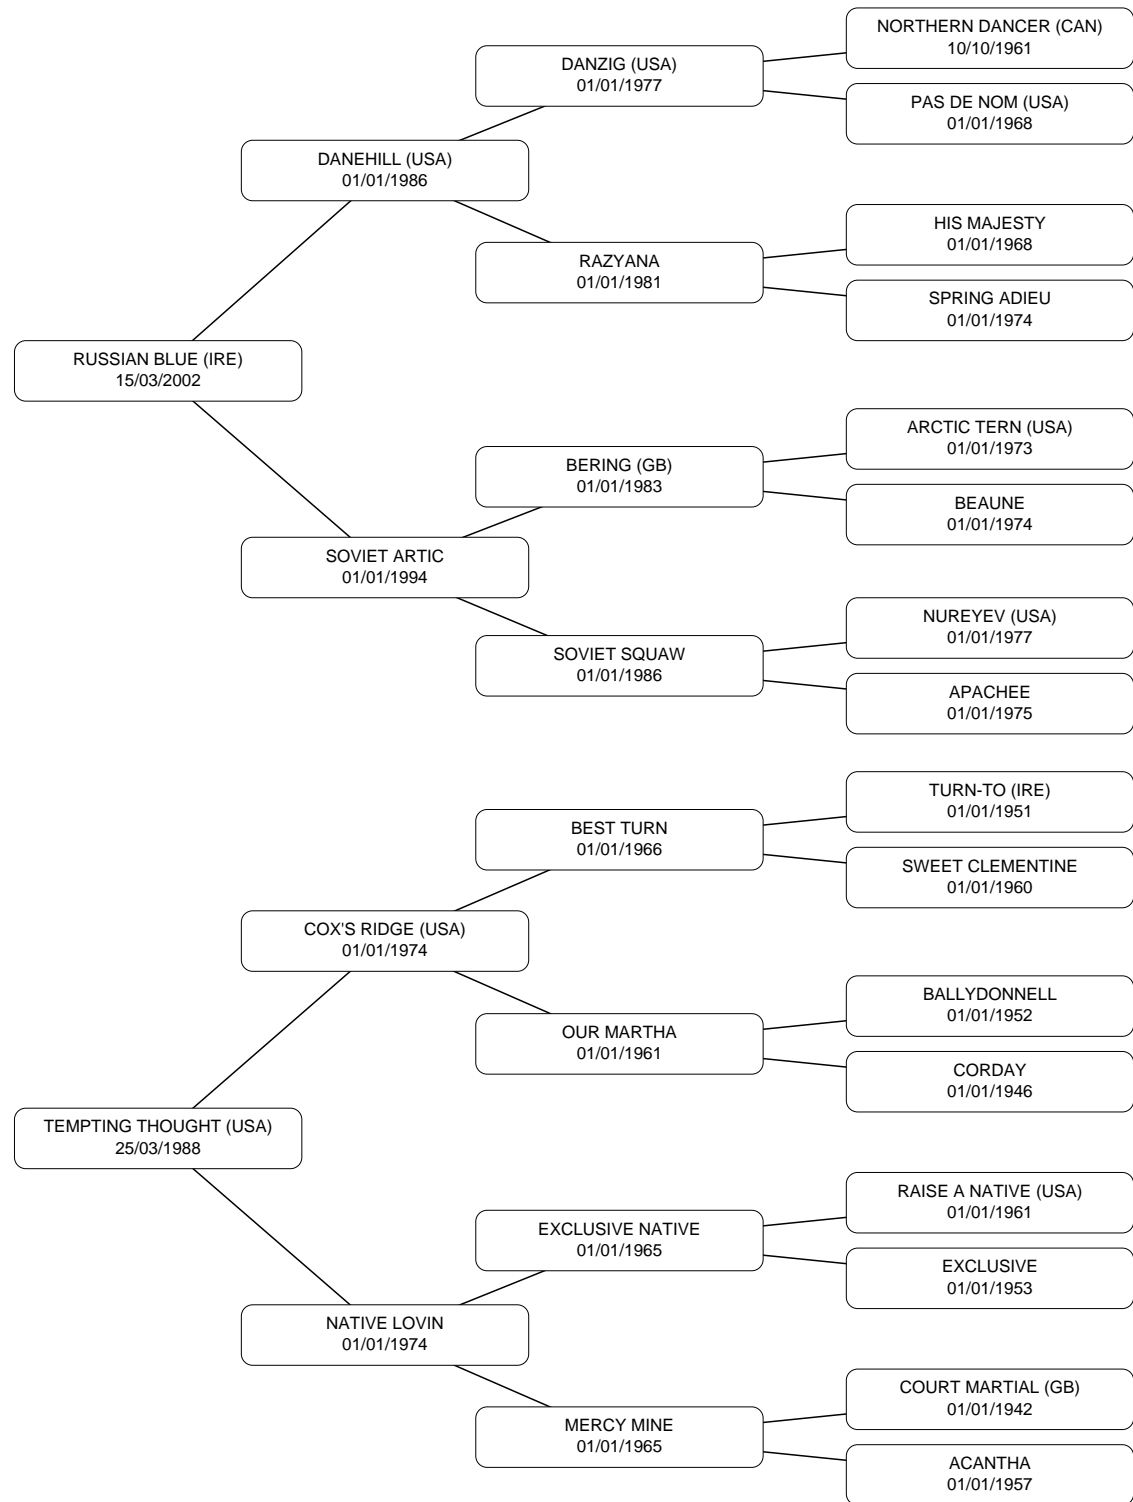 NORTHERN DANCER (CAN)
10/10/1961
DANZIG (USA)
01/01/1977
PAS DE NOM (USA)
01/01/1968
DANEHILL (USA)
01/01/1986
HIS MAJESTY
01/01/1968
RAZYANA
01/01/1981
SPRING ADIEU
01/01/1974
RUSSIAN BLUE (IRE)
15/03/2002
ARCTIC TERN (USA)
01/01/1973
BERING (GB)
01/01/1983
BEAUNE
01/01/1974
SOVIET ARTIC
01/01/1994
NUREYEV (USA)
01/01/1977
SOVIET SQUAW
01/01/1986
APACHEE
01/01/1975
TURN-TO (IRE)
01/01/1951
BEST TURN
01/01/1966
SWEET CLEMENTINE
01/01/1960
COX'S RIDGE (USA)
01/01/1974
BALLYDONNELL
01/01/1952
OUR MARTHA
01/01/1961
CORDAY
01/01/1946
TEMPTING THOUGHT (USA)
25/03/1988
RAISE A NATIVE (USA)
01/01/1961
EXCLUSIVE NATIVE
01/01/1965
EXCLUSIVE
01/01/1953
NATIVE LOVIN
01/01/1974
COURT MARTIAL (GB)
01/01/1942
MERCY MINE
01/01/1965
ACANTHA
01/01/1957